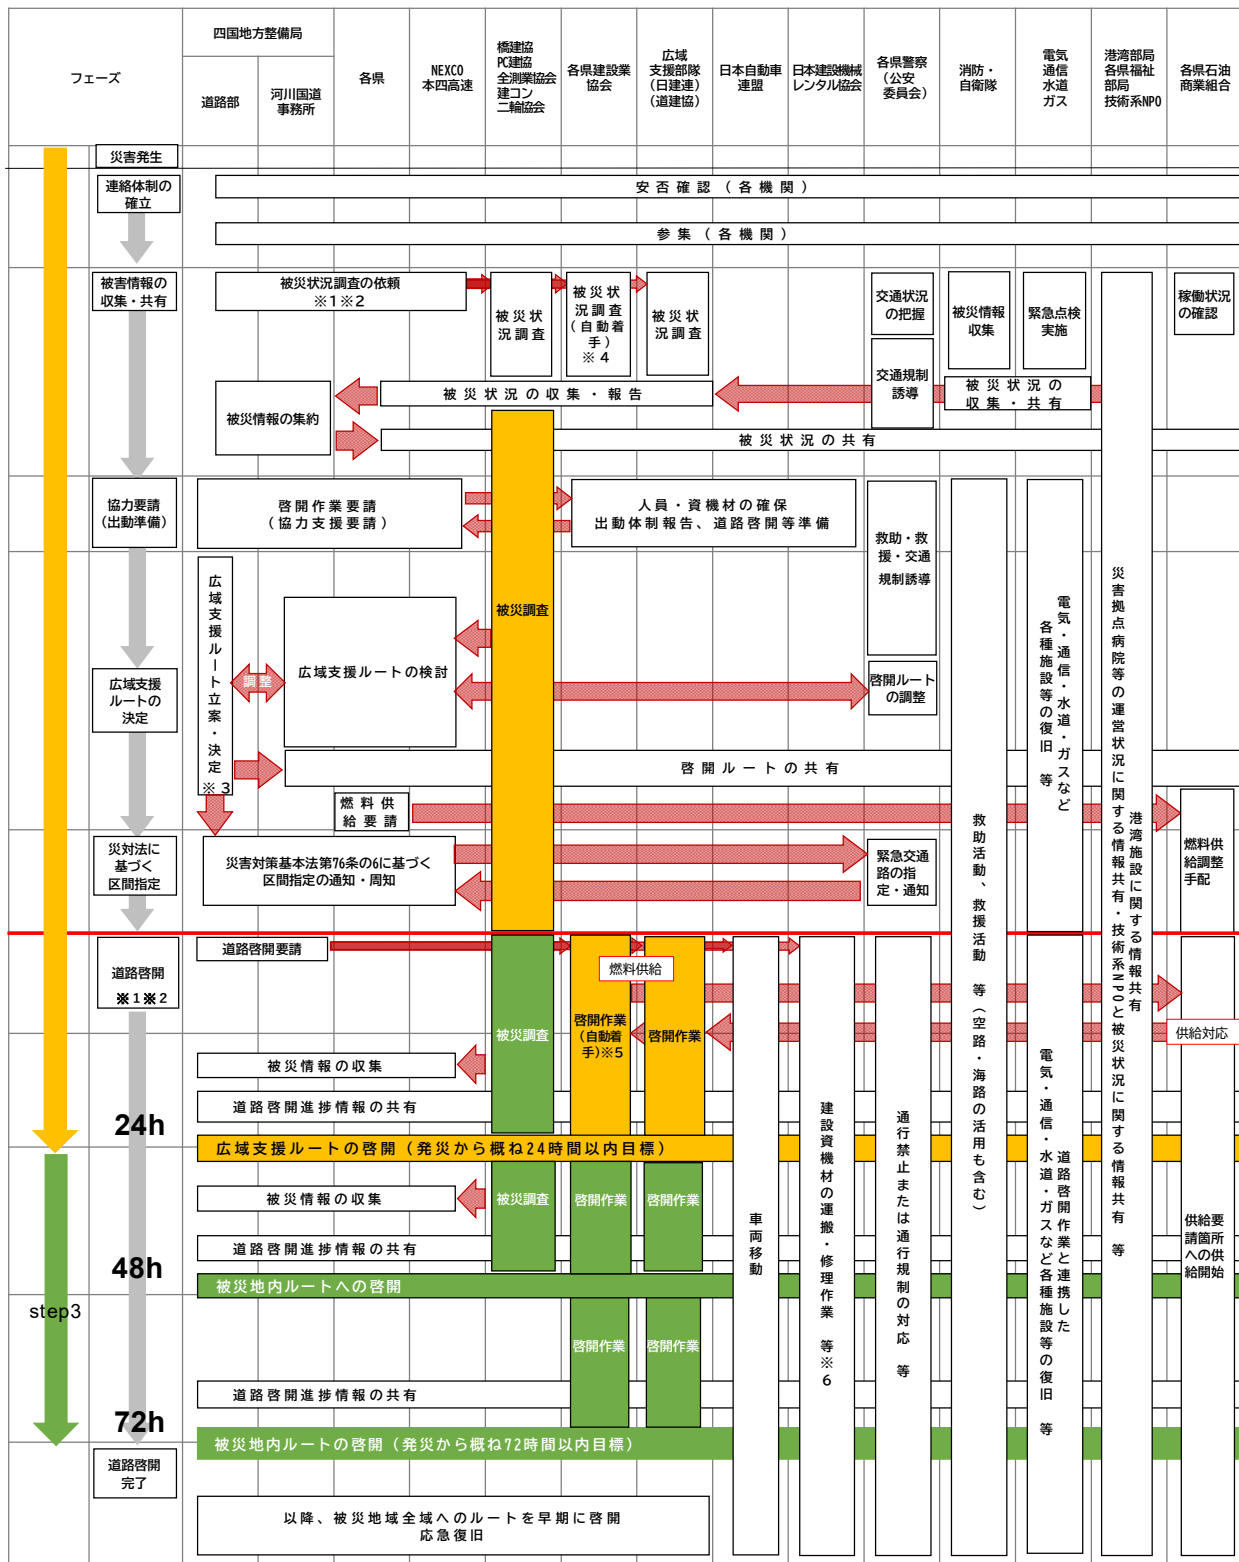 フェーズ
四国地方整備局
道路部
河川国道
事務所
各県
NEXCO
本四高速
橋建協
PC建協
全測業協会
建コン
二輪協会
各県建設業
協会
広域
支援部隊
(日建連)
(道建協)
日本自動車
連盟
日本建設機械
レンタル協会
各県警察
(公安
委員会)
消防・
自衛隊
電気
通信
水道
ガス
港湾部局
各県福祉
部局
技術系NPO
各県石油
商業組合
災害発生
連絡体制の
確立
安否確認(各機関)
参集(各機関)
被害情報の
収集・共有
被災状況調査の依頼
※1※2
被災状
況調査
被災状
況調査
(自動着
手)
※4
被災状
況調査
交通状況
の把握
被災情報
収集
緊急点検
実施
稼働状況
の確認
交通規制
誘導
被災情報の集約
被災状況の収集・報告
被災状況の
収集・共有
被災状況の共有
協力要請
(出動準備)
啓開作業要請
(協力支援要請)
人員・資機材の確保
出動体制報告、道路啓開等準備
救助・救
援・交通
規制誘導
広域支援ルート立案・決定
※3
被災調査
広域支援ルートの検討
調整
広域支援
ルートの
決定
啓開ルート
の調整
啓開ルートの共有
燃料供
給要請
電気・通信・水道・ガスなど
各種施設等の復旧 等
港湾施設に関する情報共有
災害拠点病院等の運営状況に関する情報共有・技術系NPOと被災状況に関する情報共有 等
救助活動、救援活動 等(空路・海路の活用も含む)
燃料供
給調整
手配
災対法に
基づく
区間指定
災害対策基本法第76条の6に基づく
区間指定の通知・周知
緊急交通
路の指
定・通知
道路啓開
※1※2
道路啓開要請
燃料供給
被災調査
啓開作業
(自動着
手)※5
啓開作業
供給対応
被災情報の収集
道路啓開進捗情報の共有
24h
広域支援ルートの啓開(発災から概ね24時間以内目標)
被災情報の収集
被災調査
啓開作業
啓開作業
道路啓開進捗情報の共有
48h
被災地内ルートへの啓開
step3
啓開作業
啓開作業
道路啓開進捗情報の共有
72h
被災地内ルートの啓開(発災から概ね72時間以内目標)
車両移動
建設資機材の運搬・修理作業 等※6
通行禁止または通行規制の対応 等
道路啓開作業と連携した
電気・通信・水道・ガスなど各種施設等の復旧 等
供給要
請箇所
への供
給開始
道路啓開
完了
以降、被災地域全域へのルートを早期に啓開
応急復旧